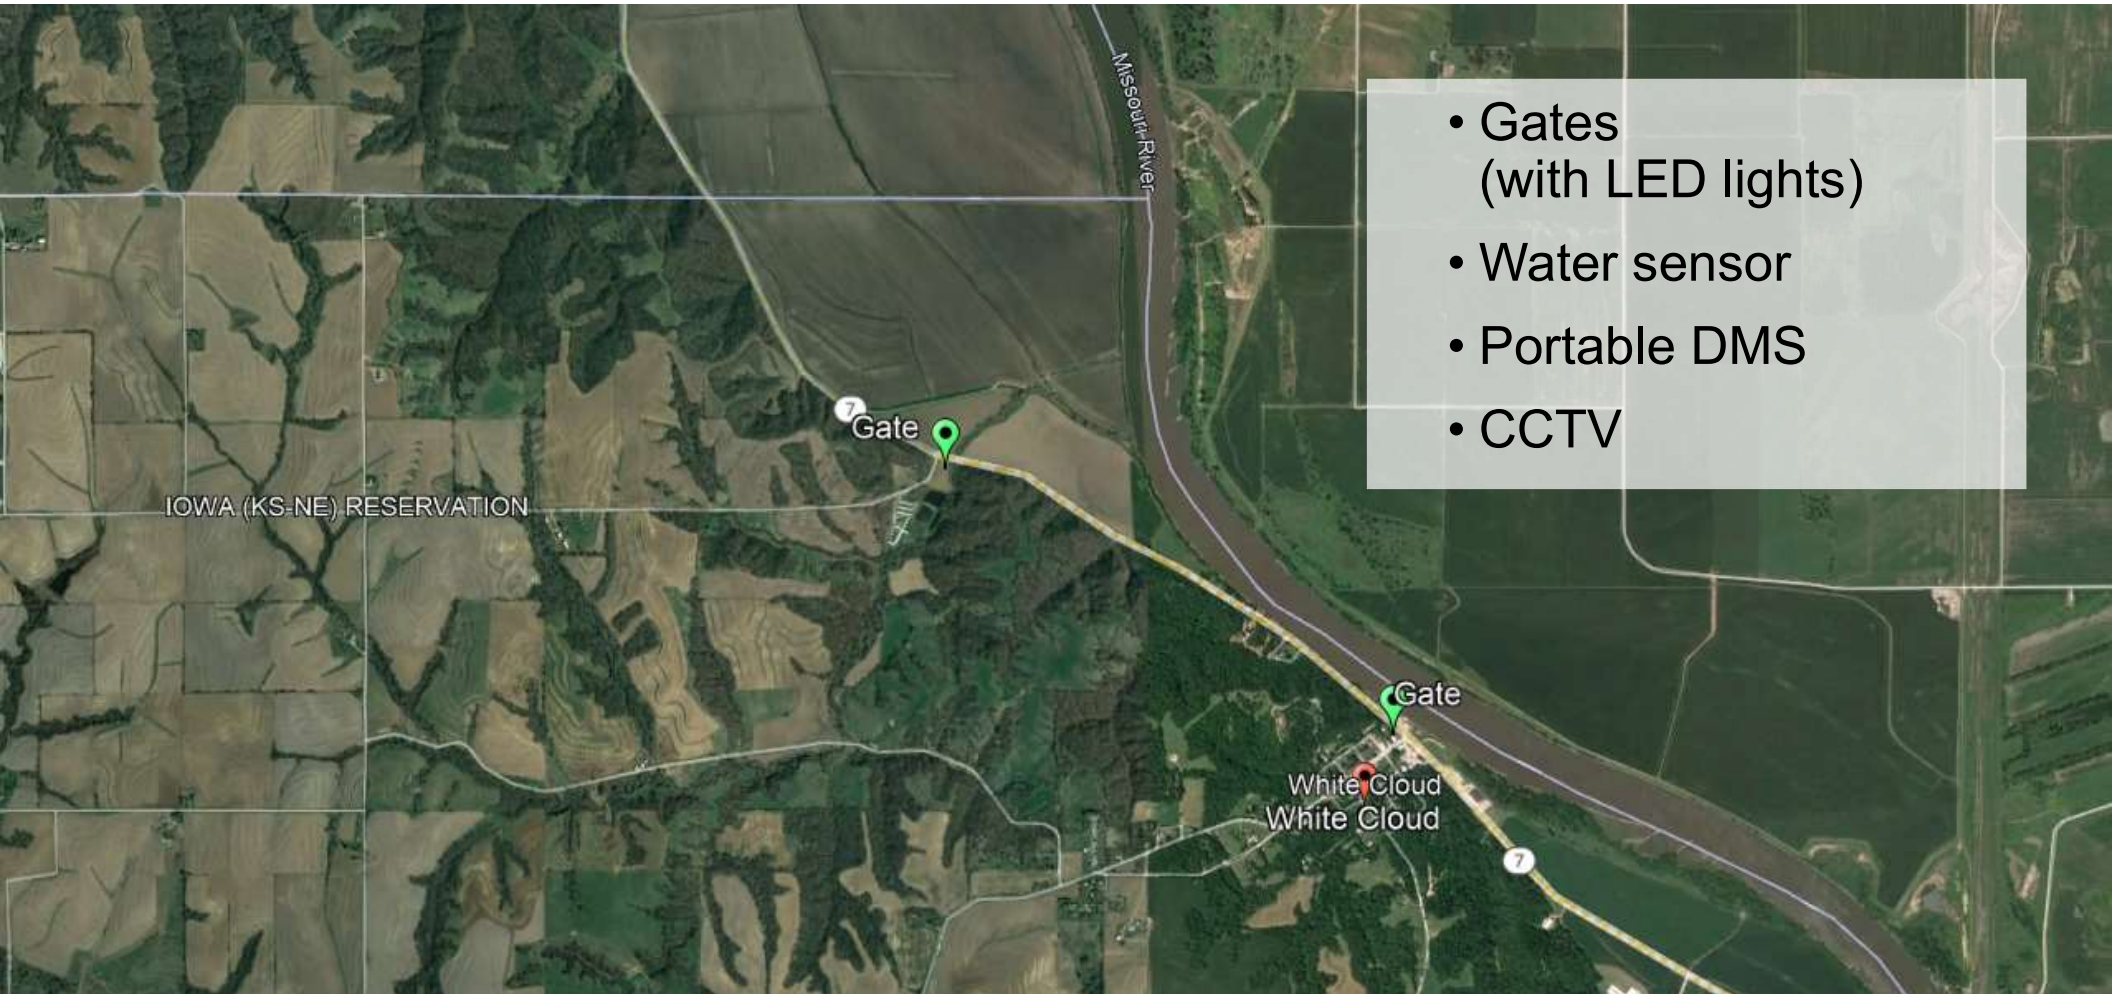 Missouri River
• Gates
(with LED lights)
• Water sensor
• Portable DMS
• CCTV
7
Gate
IOWA (KS-NE) RESERVATION
Gate
White Cloud
White Cloud
7